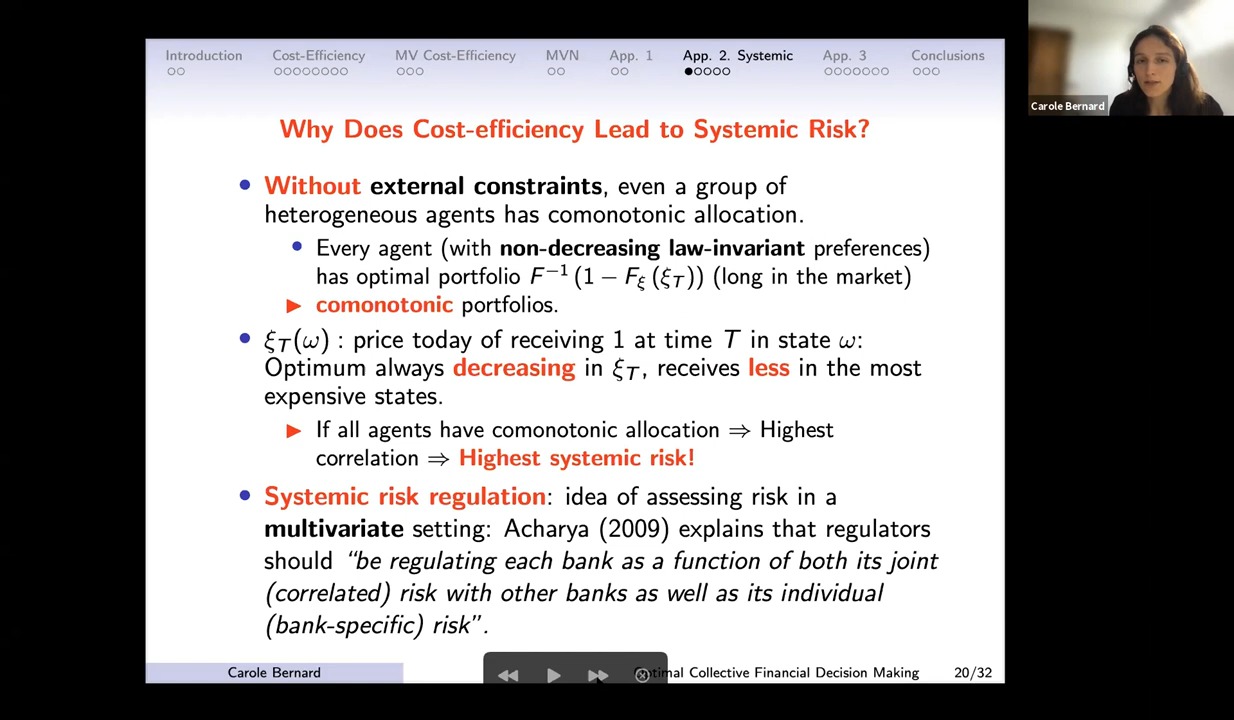 Introduction Cost-Efficiency MV Cost-Efficiency MVN App. 1 App. 2. Systemic App. 3 Conclusions
Carole Bernard
Why Does Cost-efficiency Lead to Systemic Risk?
• Without external constraints, even a group of
heterogeneous agents has comonotonic allocation.
• Every agent (with non-decreasing law-invariant preferences)
has optimal portfolio F⁻¹ (1 − F_ξ (ξ_T)) (long in the market)
▶ comonotonic portfolios.
• ξ_T(ω) : price today of receiving 1 at time T in state ω:
Optimum always decreasing in ξ_T, receives less in the most
expensive states.
▶ If all agents have comonotonic allocation ⇒ Highest
correlation ⇒ Highest systemic risk!
• Systemic risk regulation: idea of assessing risk in a
multivariate setting: Acharya (2009) explains that regulators
should “be regulating each bank as a function of both its joint
(correlated) risk with other banks as well as its individual
(bank-specific) risk”.
Carole Bernard Collective Financial Decision Making 20/32